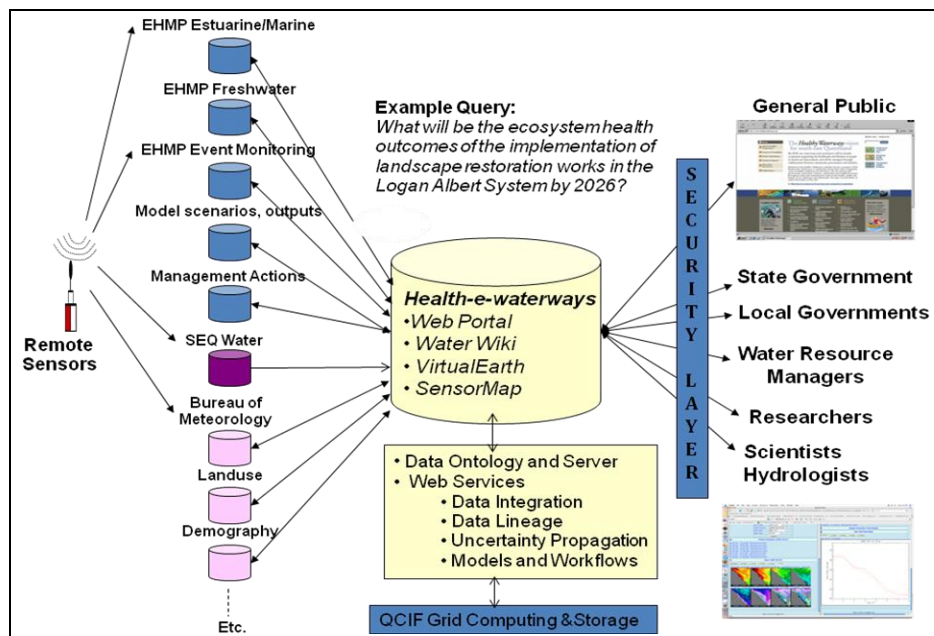 EHMP Estuarine/Marine
EHMP Freshwater
EHMP Event Monitoring
Model scenarios, outputs
Management Actions
SEQ Water
Bureau of
Meteorology
Landuse
Demography
Etc.
Remote
Sensors
Example Query:
What will be the ecosystem health
outcomes of the implementation of
landscape restoration works in the
Logan Albert System by 2026?
Health-e-waterways
•Web Portal
• Water Wiki
• VirtualEarth
• SensorMap
• Data Ontology and Server
• Web Services
• Data Integration
• Data Lineage
• Uncertainty Propagation
• Models and Workflows
QCIF Grid Computing &Storage
SECURITY
LAYER
General Public
State Government
Local Governments
Water Resource
Managers
Researchers
Scientists
Hydrologists